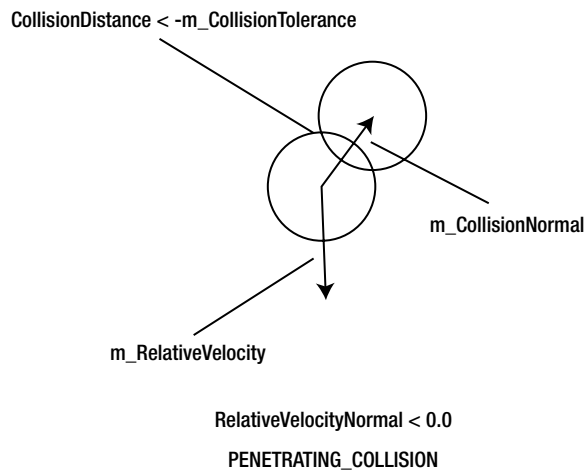 CollisionDistance < -m_CollisionTolerance
m_CollisionNormal
m_RelativeVelocity
RelativeVelocityNormal < 0.0
PENETRATING_COLLISION